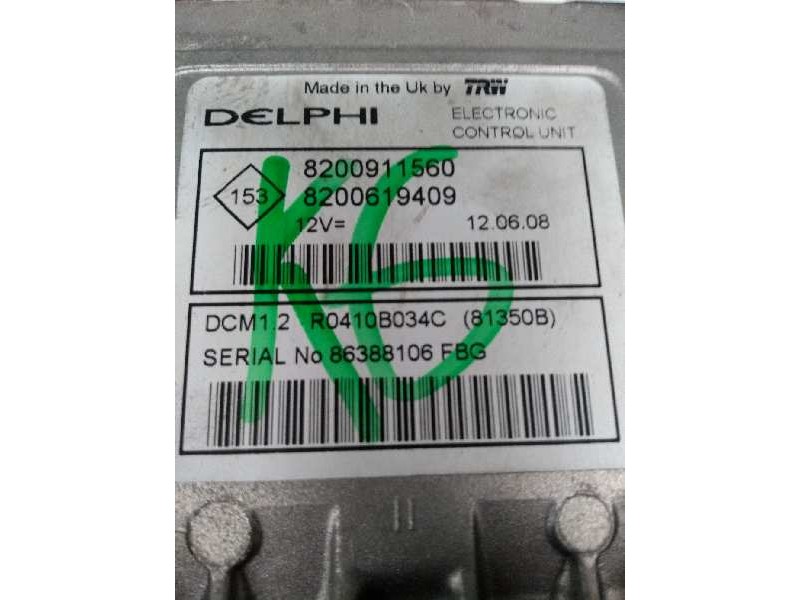 Made in the Uk by TRW
DELPHI
ELECTRONIC
CONTROL UNIT
153
8200911560
8200619409
12V=
12.06.08
DCM1.2 R0410B034C (81350B)
SERIAL No 86388106 FBG
K6